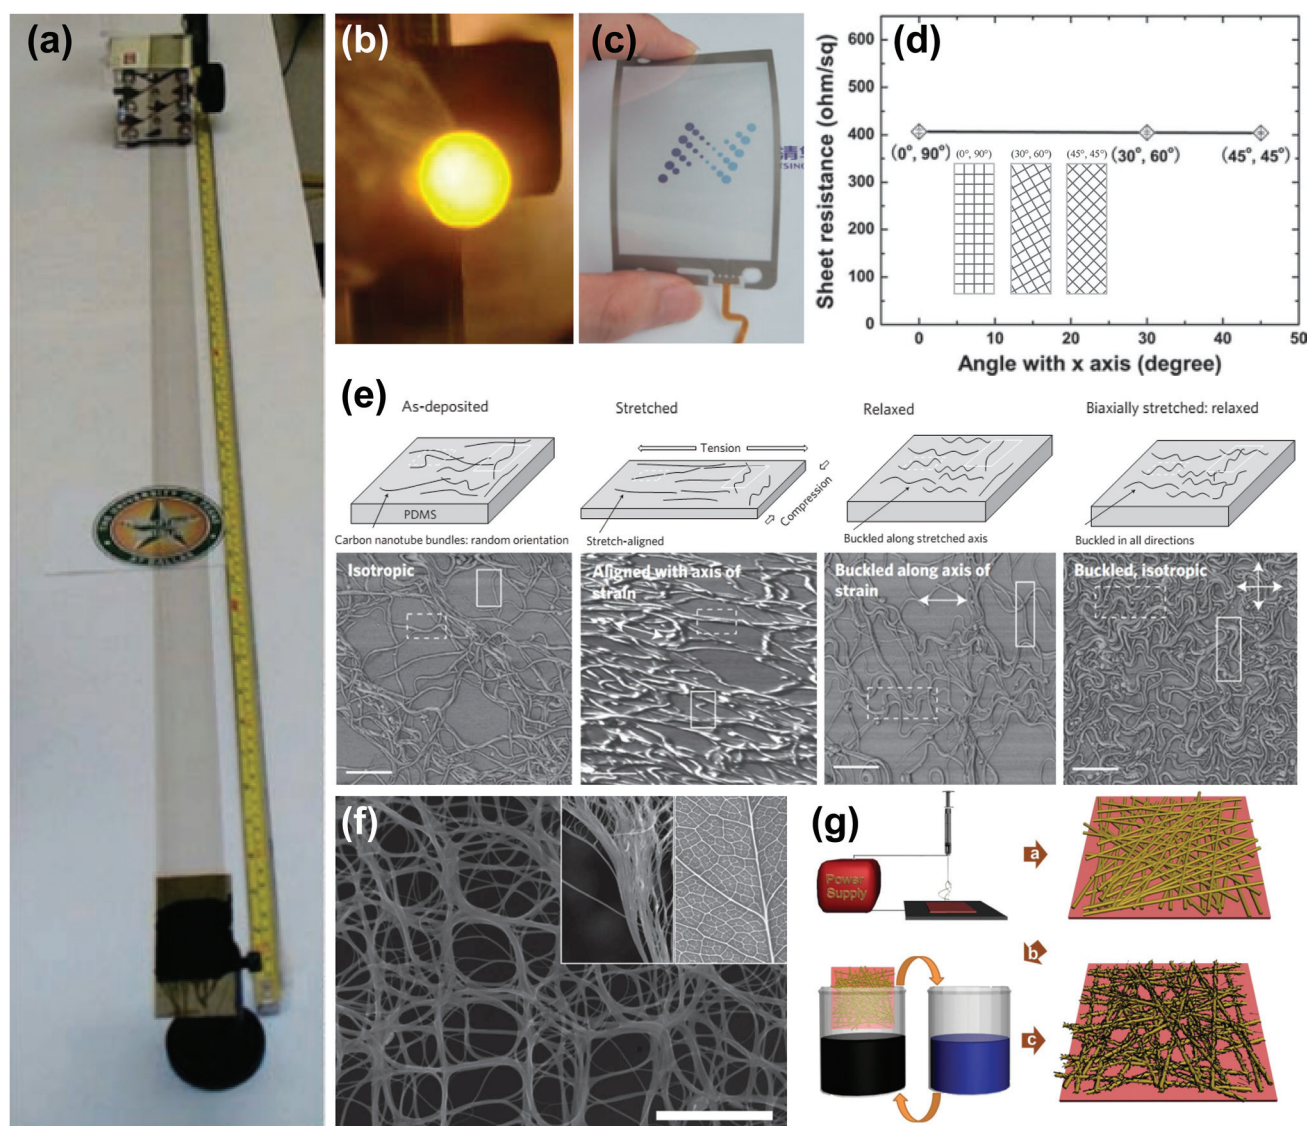 (a)
(b)
(c)
清华
TSING
(d)
Sheet resistance (ohm/sq)
600
500
400
300
200
100
0
(0°, 90°)
(30°, 60°)
(45°, 45°)
(0°, 90°)
(30°, 60°)
(45°, 45°)
0
10
20
30
40
50
Angle with x axis (degree)
(e)
As-deposited
Stretched
Relaxed
Biaxially stretched: relaxed
Tension
Compression
PDMS
Carbon nanotube bundles: random orientation
Stretch-aligned
Buckled along stretched axis
Buckled in all directions
Isotropic
Aligned with axis of
strain
Buckled along axis of
strain
Buckled, isotropic
(f)
(g)
Power
Supply
a
b
c